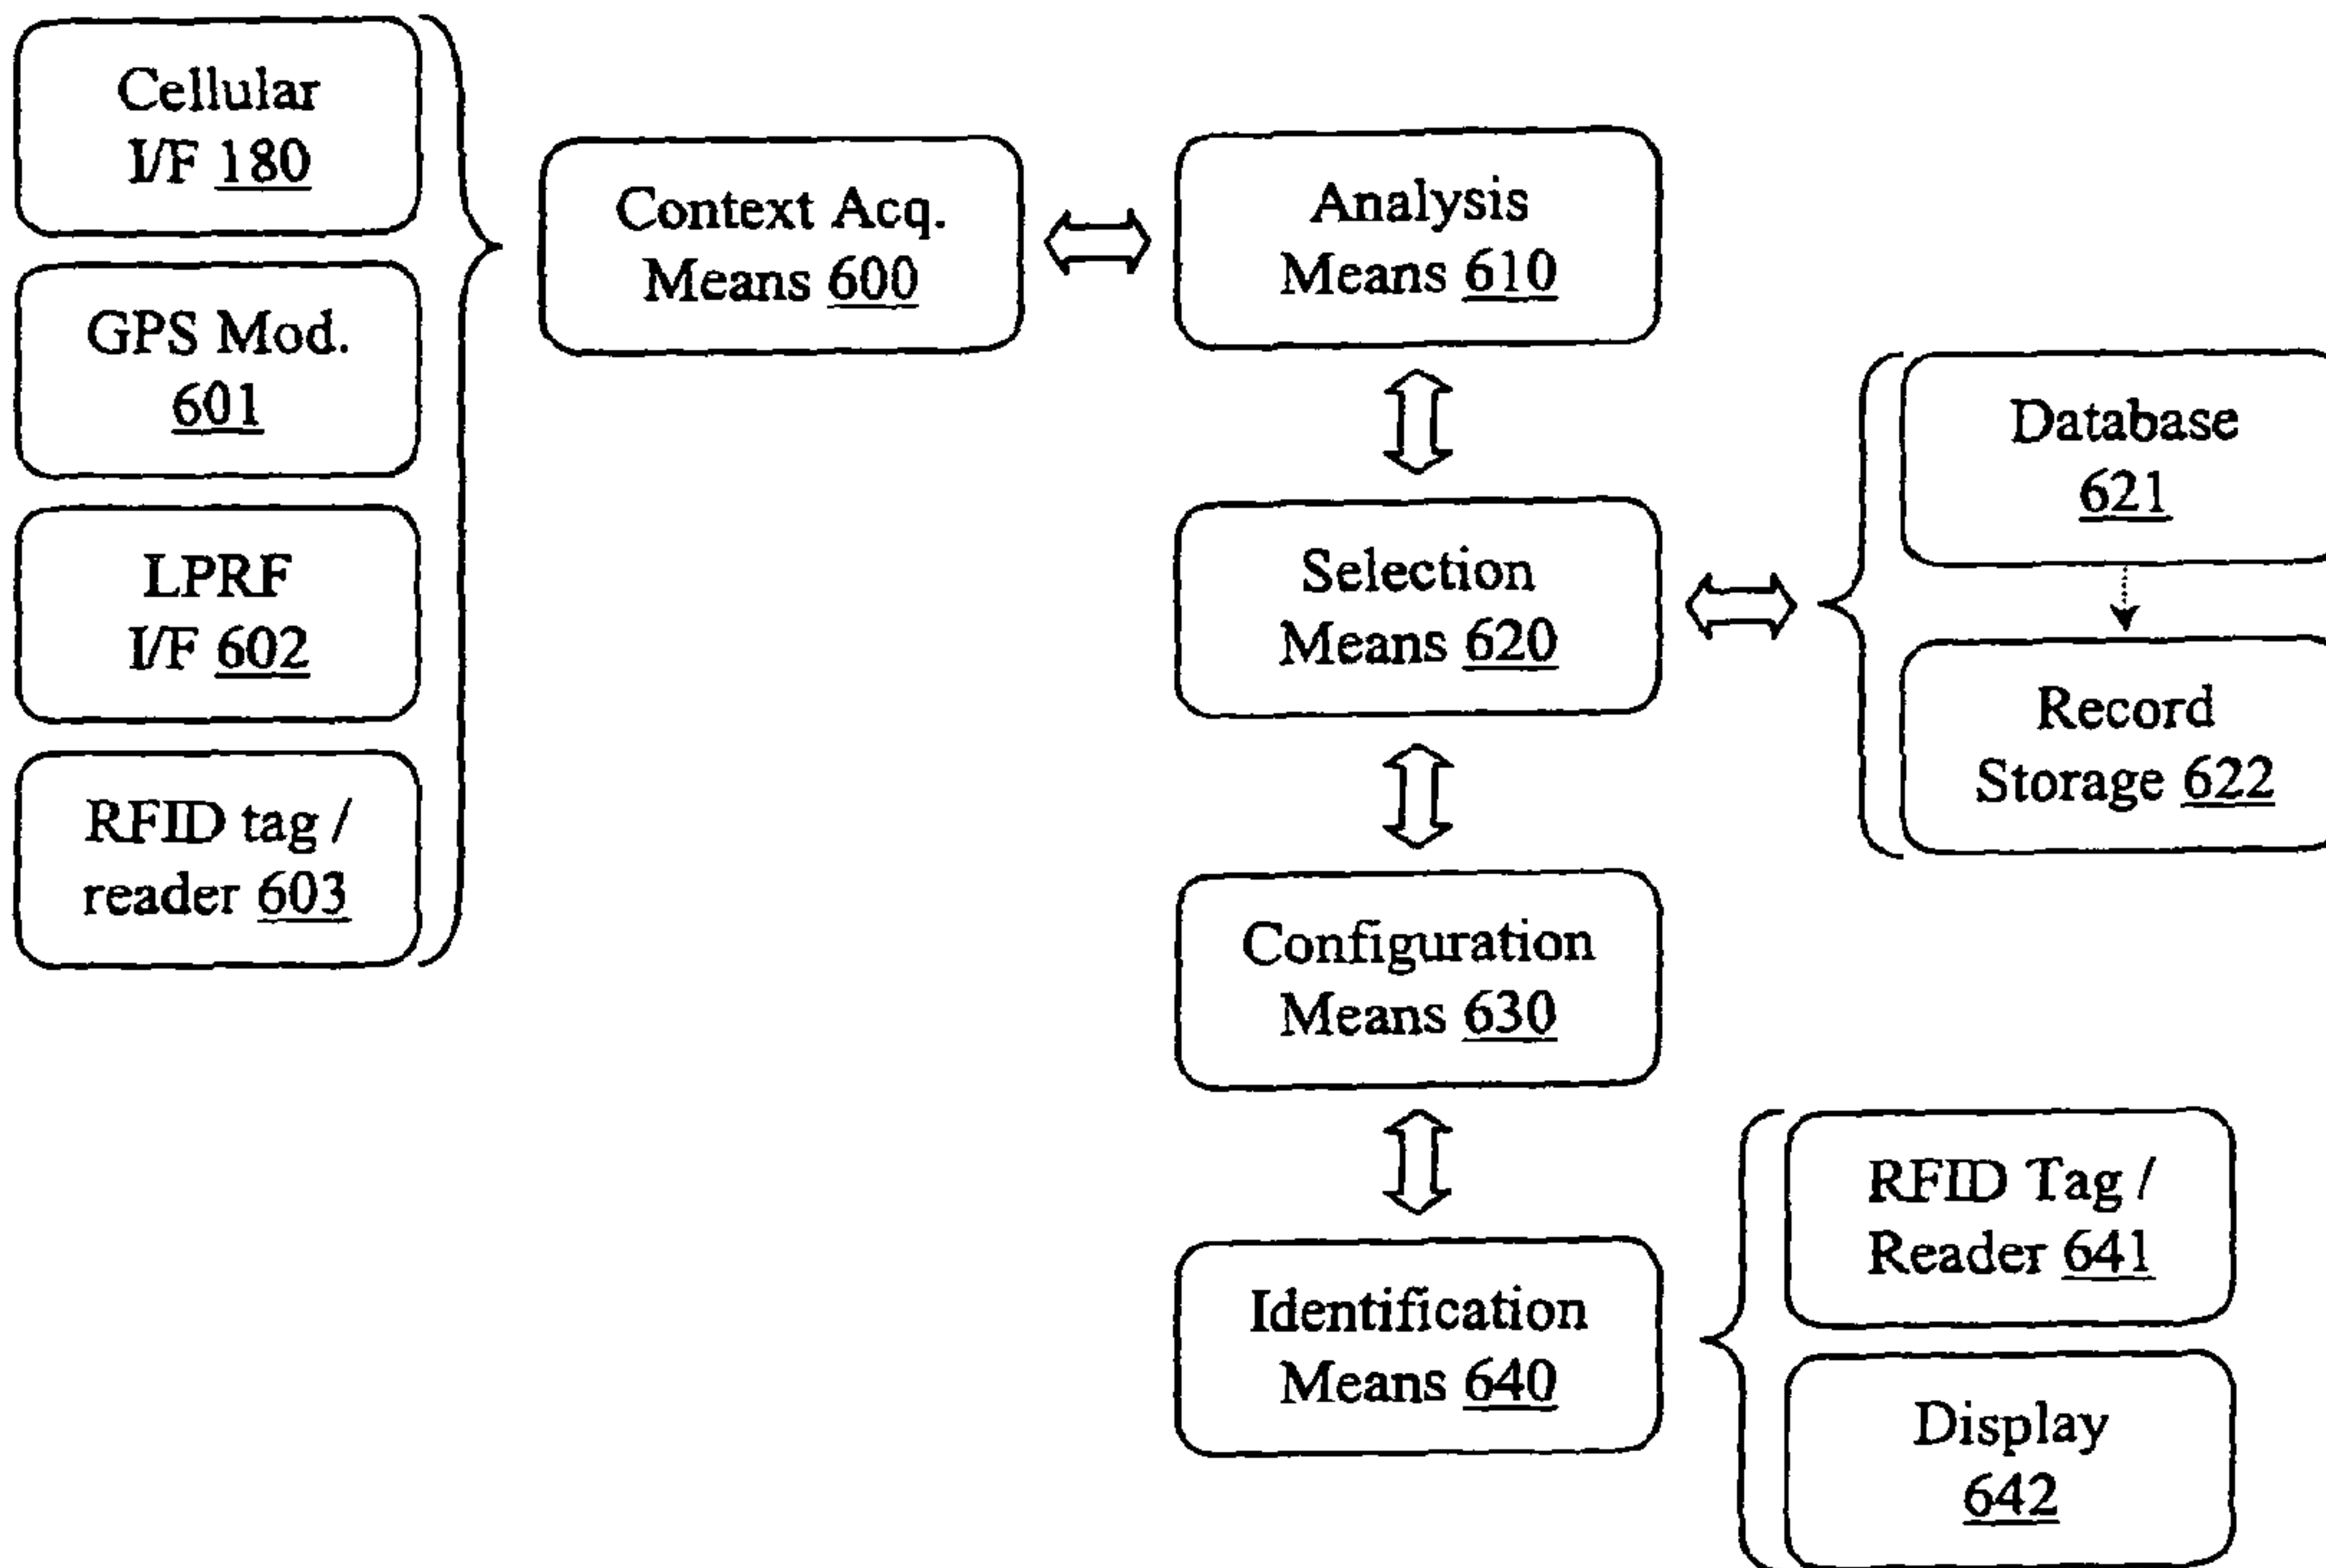 Cellular
I/F 180
GPS Mod.
601
LPRF
I/F 602
RFID tag /
reader 603
Context Acq.
Means 600
Analysis
Means 610
Selection
Means 620
Database
621
Record
Storage 622
Configuration
Means 630
Identification
Means 640
RFID Tag /
Reader 641
Display
642